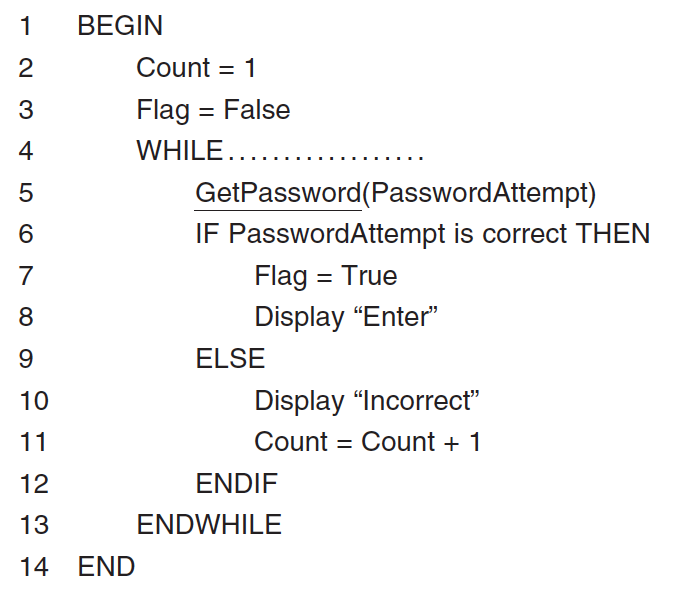 1 BEGIN
2 Count = 1
3 Flag = False
4 WHILE ..................
5 GetPassword(PasswordAttempt)
6 IF PasswordAttempt is correct THEN
7 Flag = True
8 Display “Enter”
9 ELSE
10 Display “Incorrect”
11 Count = Count + 1
12 ENDIF
13 ENDWHILE
14 END